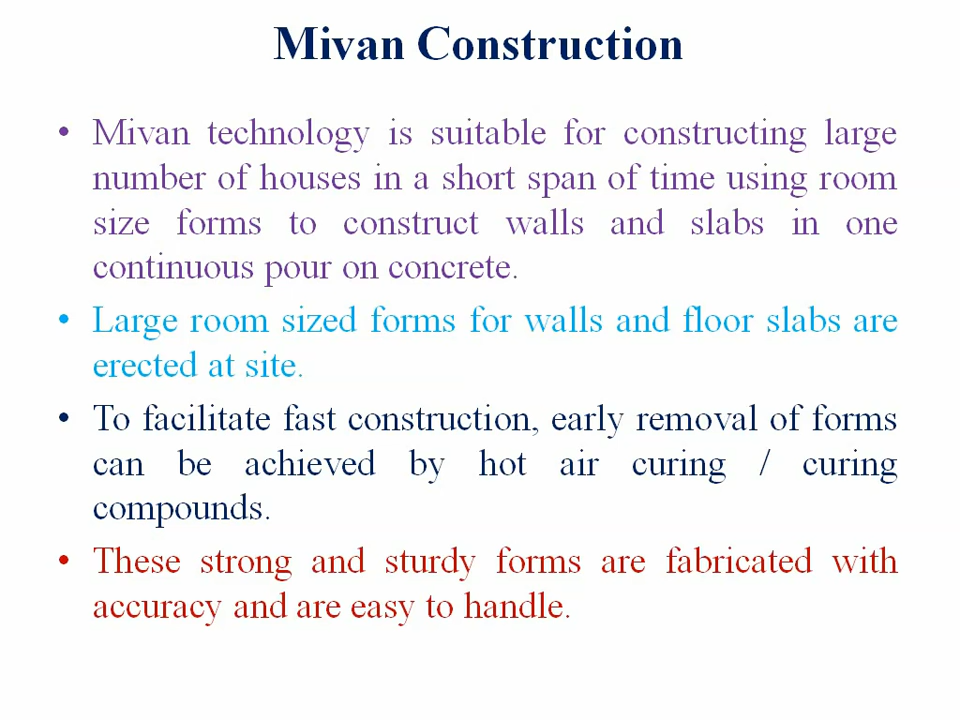 Mivan Construction
• Mivan technology is suitable for constructing large
number of houses in a short span of time using room
size forms to construct walls and slabs in one
continuous pour on concrete.
• Large room sized forms for walls and floor slabs are
erected at site.
• To facilitate fast construction, early removal of forms
can be achieved by hot air curing / curing
compounds.
• These strong and sturdy forms are fabricated with
accuracy and are easy to handle.